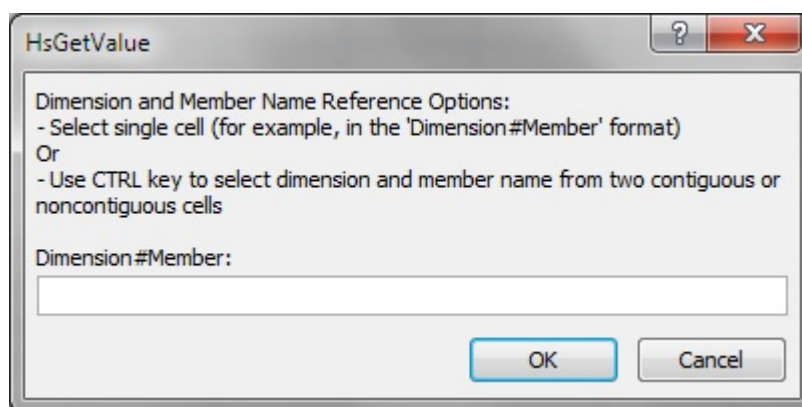 HsGetValue
?
X
Dimension and Member Name Reference Options:
- Select single cell (for example, in the 'Dimension#Member' format)
Or
- Use CTRL key to select dimension and member name from two contiguous or
noncontiguous cells
Dimension#Member:
OK
Cancel